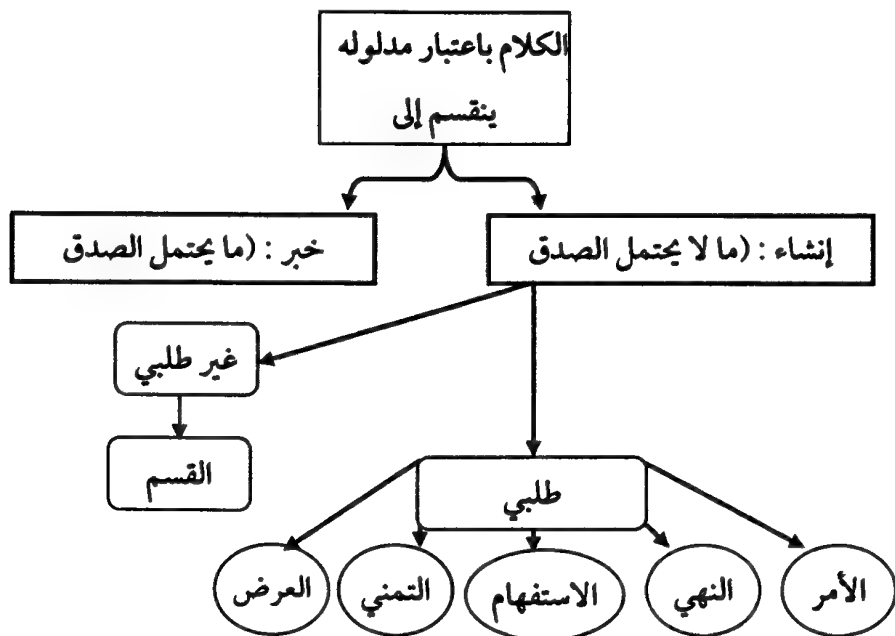 الكلام باعتبار مدلوله
ينقسم إلى
إنشاء : (ما لا يحتمل الصدق
خبر : (ما يحتمل الصدق
غير طلبي
القسم
طلبي
الأمر
النهي
الاستفهام
التمني
العرض